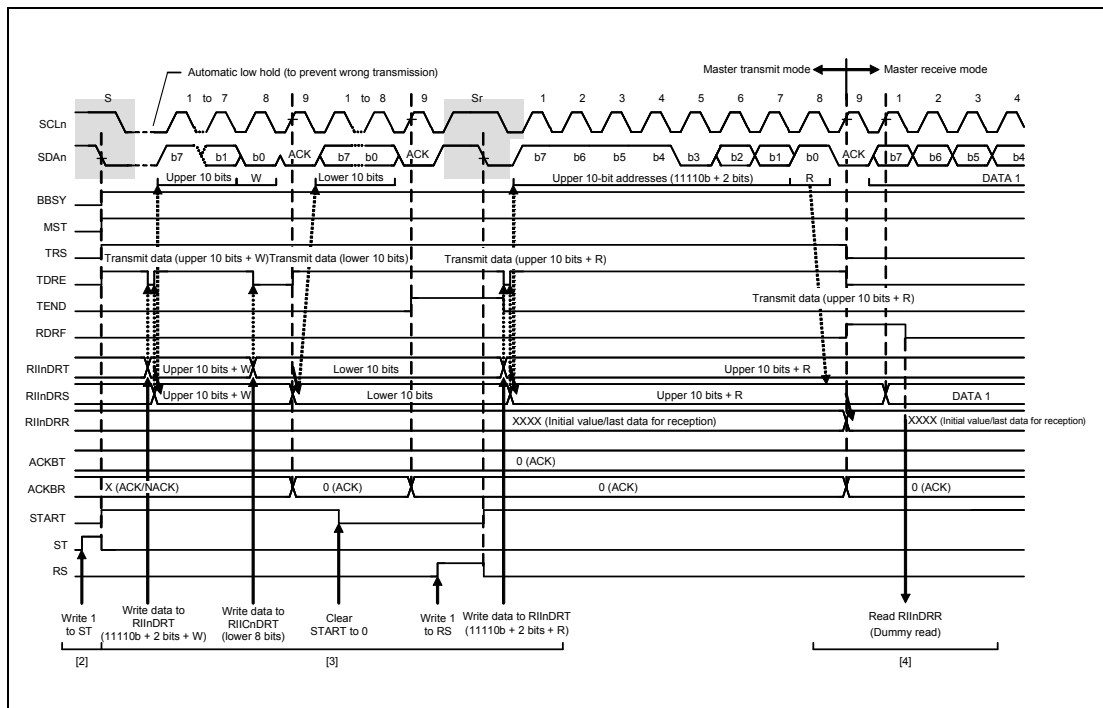 Automatic low hold (to prevent wrong transmission)
Master transmit mode
Master receive mode
S 1 to 7 8 9 1 to 8 9 Sr 1 2 3 4 5 6 7 8 9 1 2 3 4
SCLn
SDAn b7 b1 b0 ACK b7 b0 ACK b7 b6 b5 b4 b3 b2 b1 b0 ACK b7 b6 b5 b4
Upper 10 bits W Lower 10 bits Upper 10-bit addresses (11110b + 2 bits) R DATA 1
BBSY
MST
TRS
Transmit data (upper 10 bits + W) Transmit data (lower 10 bits) Transmit data (upper 10 bits + R)
TDRE
TEND
Transmit data (upper 10 bits + R)
RDRF
RIInDRT Upper 10 bits + W Lower 10 bits Upper 10 bits + R
RIInDRS Upper 10 bits + W Lower 10 bits Upper 10 bits + R DATA 1
RIInDRR XXXX (Initial value/last data for reception) XXXX (Initial value/last data for reception)
ACKBT 0 (ACK)
ACKBR X (ACK/NACK) 0 (ACK) 0 (ACK) 0 (ACK)
START
ST
RS
Write 1
to ST
Write data to
RIInDRT
(11110b + 2 bits + W)
Write data to
RIICnDRT
(lower 8 bits)
Clear
START to 0
Write 1
to RS
Write data to RIInDRT
(11110b + 2 bits + R)
Read RIInDRR
(Dummy read)
[2] [3] [4]